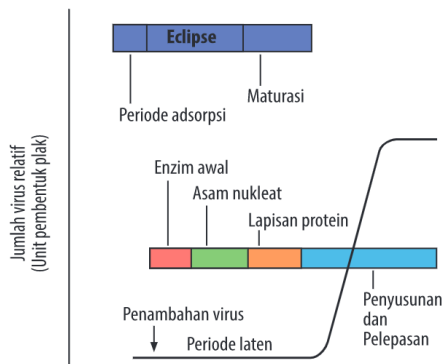 Eclipse
Maturasi
Periode adsorpsi
Jumlah virus relatif
(Unit pembentuk plak)
Enzim awal
Asam nukleat
Lapisan protein
Penyusunan
dan
Pelepasan
Penambahan virus
Periode laten